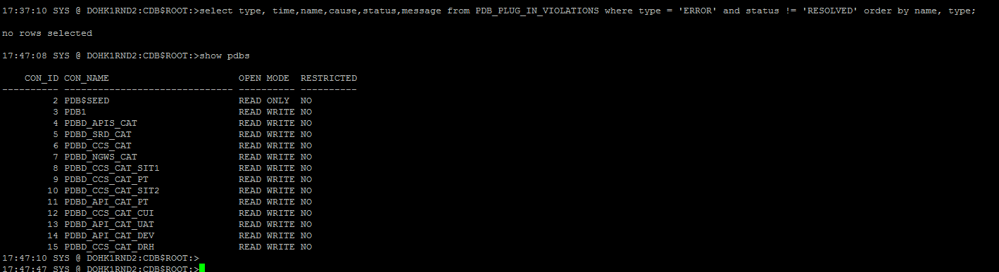 17:37:10 SYS @ DOHK1RND2:CDB$ROOT:>select type, time,name,cause,status,message from PDB_PLUG_IN_VIOLATIONS where type = 'ERROR' and status != 'RESOLVED' order by name, type;
no rows selected
17:47:08 SYS @ DOHK1RND2:CDB$ROOT:>show pdbs
    CON_ID CON_NAME                       OPEN MODE  RESTRICTED
---------- ------------------------------ ---------- ----------
         2 PDB$SEED                       READ ONLY  NO
         3 PDB1                           READ WRITE NO
         4 PDBD_APIS_CAT                  READ WRITE NO
         5 PDBD_SRD_CAT                   READ WRITE NO
         6 PDBD_CCS_CAT                   READ WRITE NO
         7 PDBD_NGWS_CAT                  READ WRITE NO
         8 PDBD_CCS_CAT_SIT1              READ WRITE NO
         9 PDBD_CCS_CAT_PT                READ WRITE NO
        10 PDBD_CCS_CAT_SIT2              READ WRITE NO
        11 PDBD_API_CAT_PT                READ WRITE NO
        12 PDBD_CCS_CAT_CUI               READ WRITE NO
        13 PDBD_API_CAT_UAT               READ WRITE NO
        14 PDBD_API_CAT_DEV               READ WRITE NO
        15 PDBD_CCS_CAT_DRH               READ WRITE NO
17:47:10 SYS @ DOHK1RND2:CDB$ROOT:>
17:47:47 SYS @ DOHK1RND2:CDB$ROOT:>